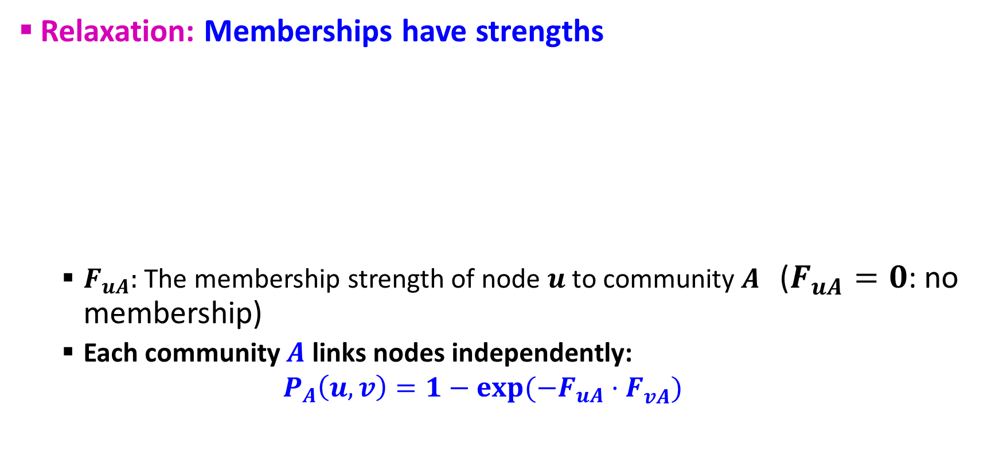 ▪ Relaxation: Memberships have strengths
▪ F_{uA}: The membership strength of node u to community A (F_{uA} = 0: no
membership)
▪ Each community A links nodes independently:
P_A(u, v) = 1 − exp(−F_{uA} · F_{vA})